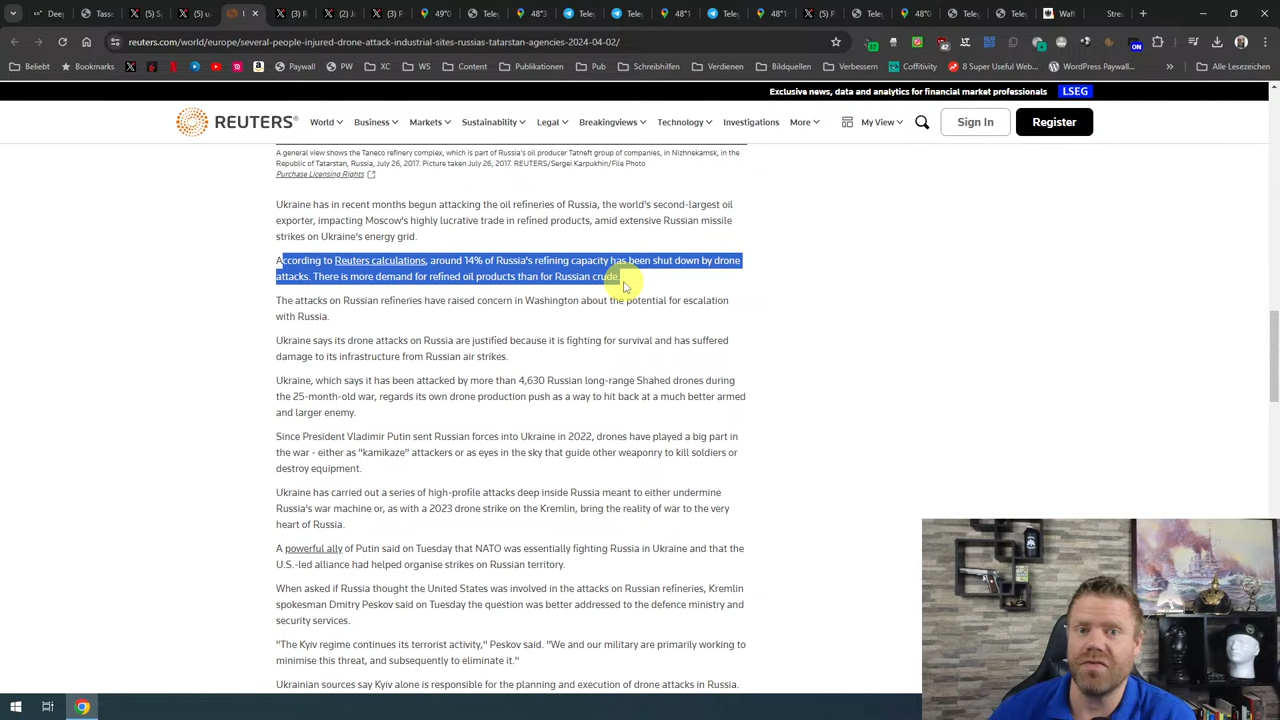 reuters.com/world/europe/several-people-injured-drone-attack-industrial-sites-russias-tatarstan-agencies-2024-04-02/
Beliebt Bookmarks Paywall PW XC WS Content Publikationen Schreibhilfen Verdienen Bildquellen Verbessern Coffitivity 8 Super Useful Web... WordPress Paywall... Alle Lesezeichen
Exclusive news, data and analytics for financial market professionals LSEG
REUTERS® World Business Markets Sustainability Legal Breakingviews Technology Investigations More My View Sign In Register
A general view shows the Taneco refinery complex, which is part of Russia's oil producer Tatneft group of companies, in Nizhnekamsk, in the
Republic of Tatarstan, Russia, July 26, 2017. Picture taken July 26, 2017. REUTERS/Sergei Karpukhin/File Photo
Purchase Licensing Rights
Ukraine has in recent months begun attacking the oil refineries of Russia, the world's second-largest oil
exporter, impacting Moscow's highly lucrative trade in refined products, amid extensive Russian missile
strikes on Ukraine's energy grid.
According to Reuters calculations, around 14% of Russia's refining capacity has been shut down by drone
attacks. There is more demand for refined oil products than for Russian crude.
The attacks on Russian refineries have raised concern in Washington about the potential for escalation
with Russia.
Ukraine says its drone attacks on Russia are justified because it is fighting for survival and has suffered
damage to its infrastructure from Russian air strikes.
Ukraine, which says it has been attacked by more than 4,630 Russian long-range Shahed drones during
the 25-month-old war, regards its own drone production push as a way to hit back at a much better armed
and larger enemy.
Since President Vladimir Putin sent Russian forces into Ukraine in 2022, drones have played a big part in
the war - either as "kamikaze" attackers or as eyes in the sky that guide other weaponry to kill soldiers or
destroy equipment.
Ukraine has carried out a series of high-profile attacks deep inside Russia meant to either undermine
Russia's war machine or, as with a 2023 drone strike on the Kremlin, bring the reality of war to the very
heart of Russia.
A powerful ally of Putin said on Tuesday that NATO was essentially fighting Russia in Ukraine and that the
U.S.-led alliance had helped organise strikes on Russian territory.
When asked if Russia thought the United States was involved in the attacks on Russian refineries, Kremlin
spokesman Dmitry Peskov said on Tuesday the question was better addressed to the defence ministry and
security services.
"The Kyiv regime continues its terrorist activity," Peskov said. "We and our military are primarily working to
minimise this threat, and subsequently to eliminate it."
Ukrainian sources say Kyiv alone is responsible for the planning and execution of drone attacks in Russia.